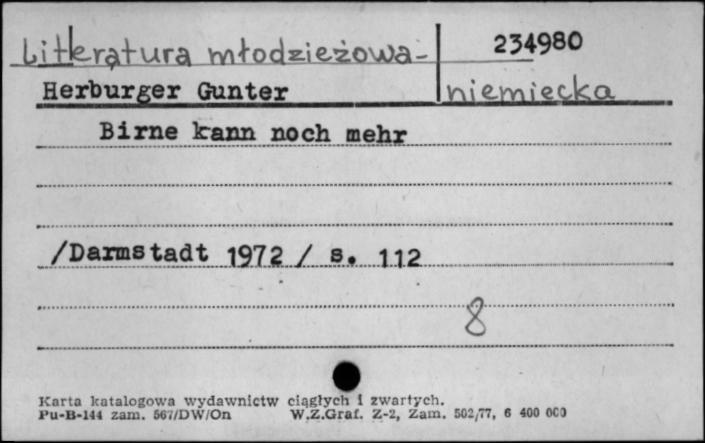 Literatura młodzieżowa-
234980
Herburger Gunter
niemiecka
Birne kann noch mehr
/Darmstadt 1972 / s. 112
8
Karta katalogowa wydawnictw ciągłych i zwartych.
Pu-B-144 zam. 567/DW/On W.Z.Graf. Z-2, Zam. 502/77, 6 400 000